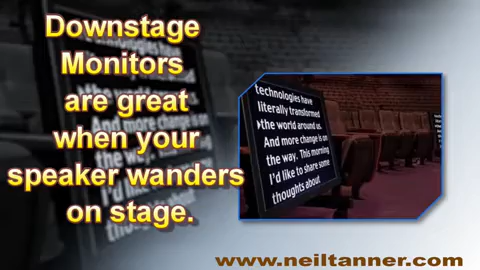 Downstage
Monitors
are great
when your
speaker wanders
on stage.
technologies have
literally transformed
the world around us.
And more change is on
the way. This morning
I'd like to share some
thoughts about
www.neiltanner.com